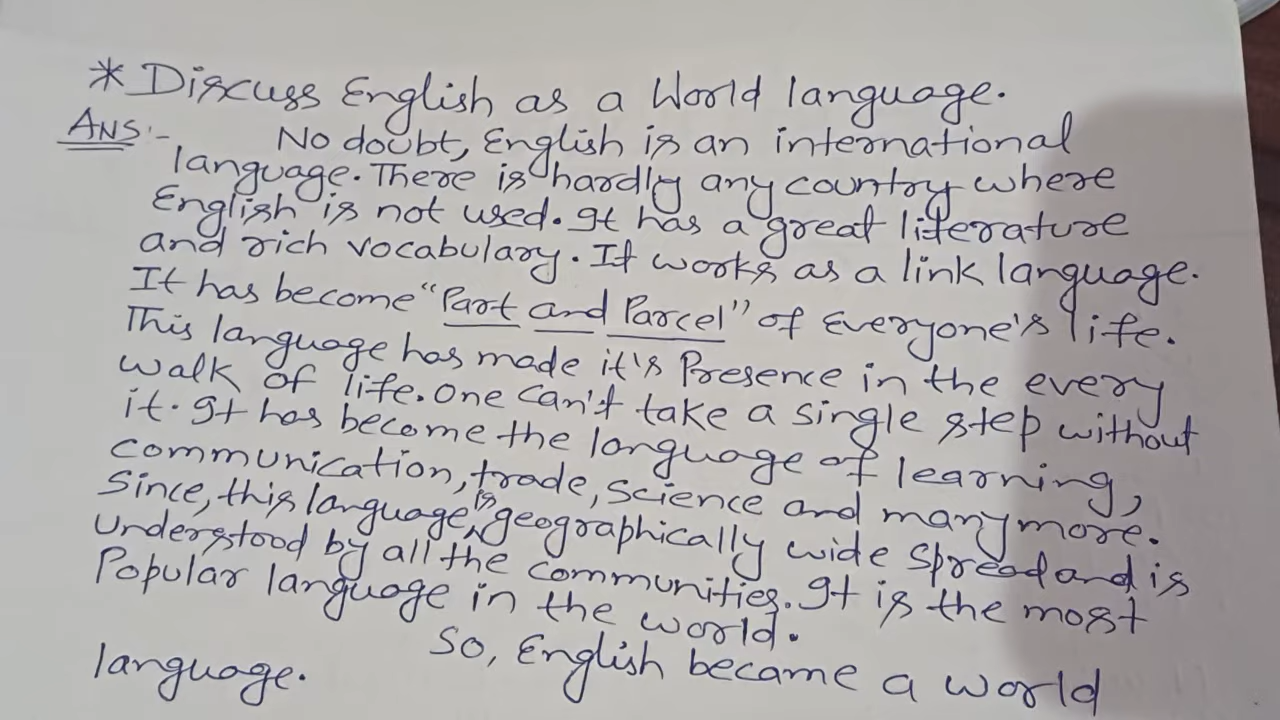 * Discuss English as a World language.
Ans:- No doubt, English is an international
language. There is hardly any country where
English is not used. It has a great literature
and rich vocabulary. It works as a link language.
It has become "Part and Parcel" of Everyone's life.
This language has made it's Presence in the every
walk of life. One can't take a single step without
it. It has become the language of learning,
communication, trade, science and many more.
Since, this language is geographically wide spread and is
understood by all the communities. It is the most
Popular language in the world.
So, English became a world
language.